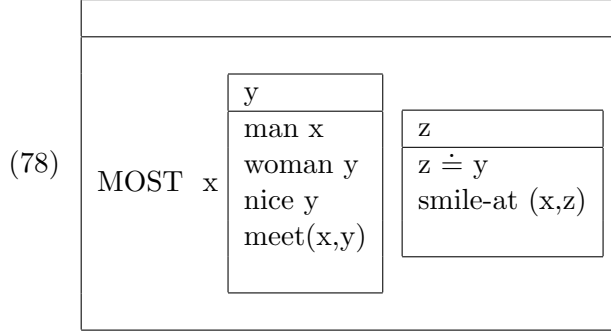 y
man x
woman y
nice y
meet(x,y)
z
z ≐ y
smile-at (x,z)
(78)
MOST x